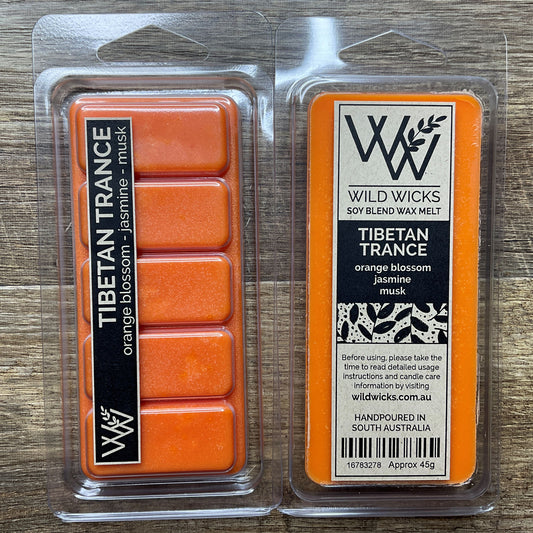 TIBETAN TRANCE
orange blossom - jasmine - musk
WW
WW
WILD WICKS
SOY BLEND WAX MELT
TIBETAN
TRANCE
orange blossom
jasmine
musk
Before using, please take the
time to read detailed usage
instructions and candle care
information by visiting
wildwicks.com.au
HANDPOURED IN
SOUTH AUSTRALIA
16783278 Approx 45g